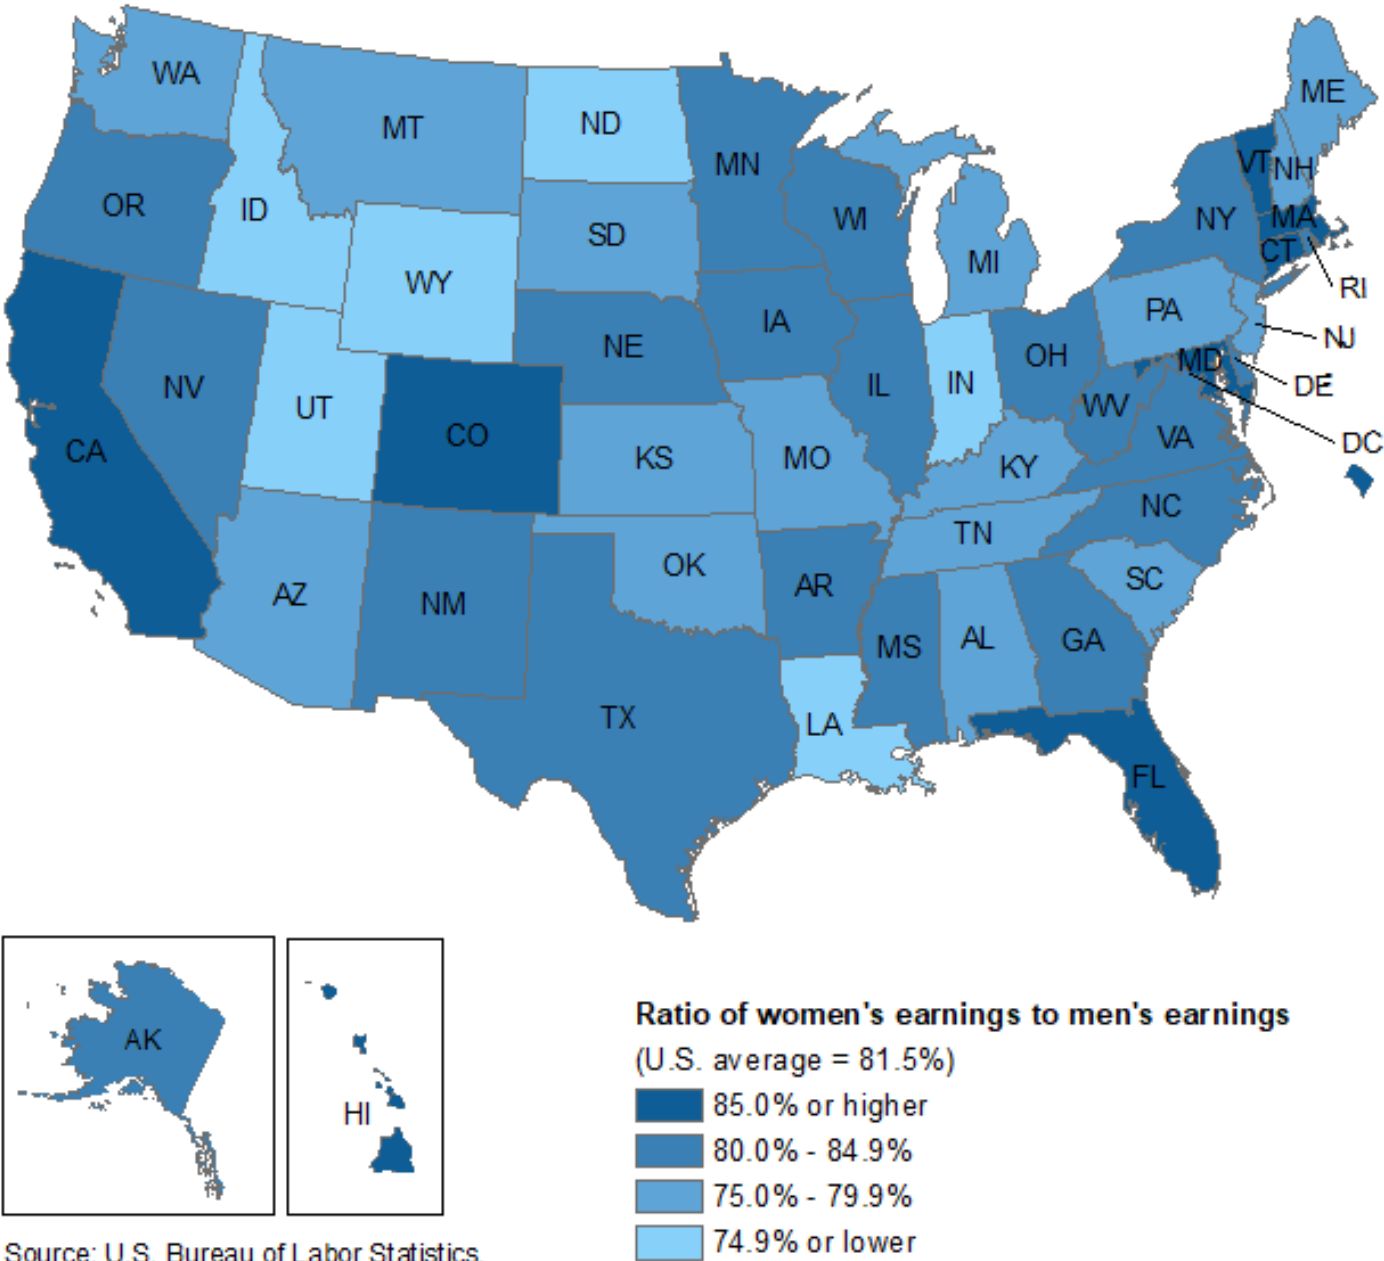 WA
MT
ND
MN
ME
VT
NH
OR
ID
SD
WI
NY
MA
CT
WY
MI
RI
IA
PA
NJ
NE
OH
MD
NV
UT
IL
IN
DE
CO
WV
CA
KS
MO
KY
VA
DC
NC
TN
OK
AZ
NM
AR
SC
MS
AL
GA
TX
LA
FL
AK
HI
Ratio of women's earnings to men's earnings
(U.S. average = 81.5%)
85.0% or higher
80.0% - 84.9%
75.0% - 79.9%
74.9% or lower
Source: U.S. Bureau of Labor Statistics.